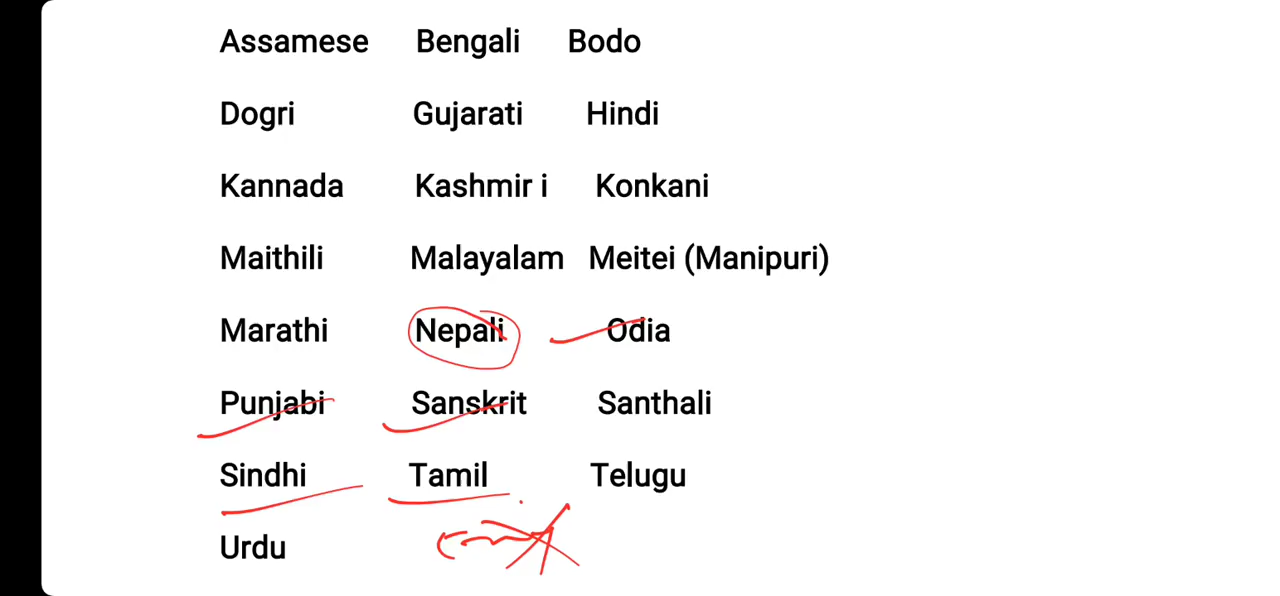 Assamese Bengali Bodo
Dogri Gujarati Hindi
Kannada Kashmir i Konkani
Maithili Malayalam Meitei (Manipuri)
Marathi Nepali Odia
Punjabi Sanskrit Santhali
Sindhi Tamil Telugu
Urdu